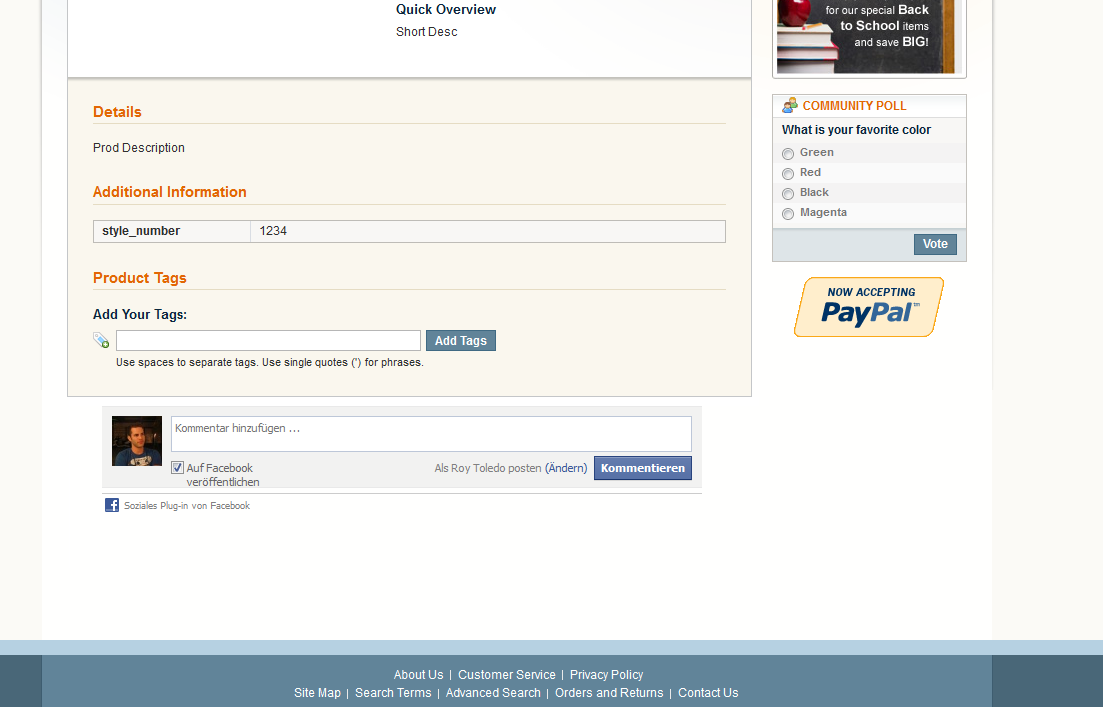 Quick Overview
Short Desc
for our special Back
to School items
and save BIG!
Details
Prod Description
Additional Information
style_number 1234
Product Tags
Add Your Tags:
Add Tags
Use spaces to separate tags. Use single quotes (') for phrases.
COMMUNITY POLL
What is your favorite color
Green
Red
Black
Magenta
Vote
NOW ACCEPTING
PayPal™
Kommentar hinzufügen ...
Auf Facebook
veröffentlichen
Als Roy Toledo posten (Ändern) Kommentieren
Soziales Plug-in von Facebook
About Us | Customer Service | Privacy Policy
Site Map | Search Terms | Advanced Search | Orders and Returns | Contact Us